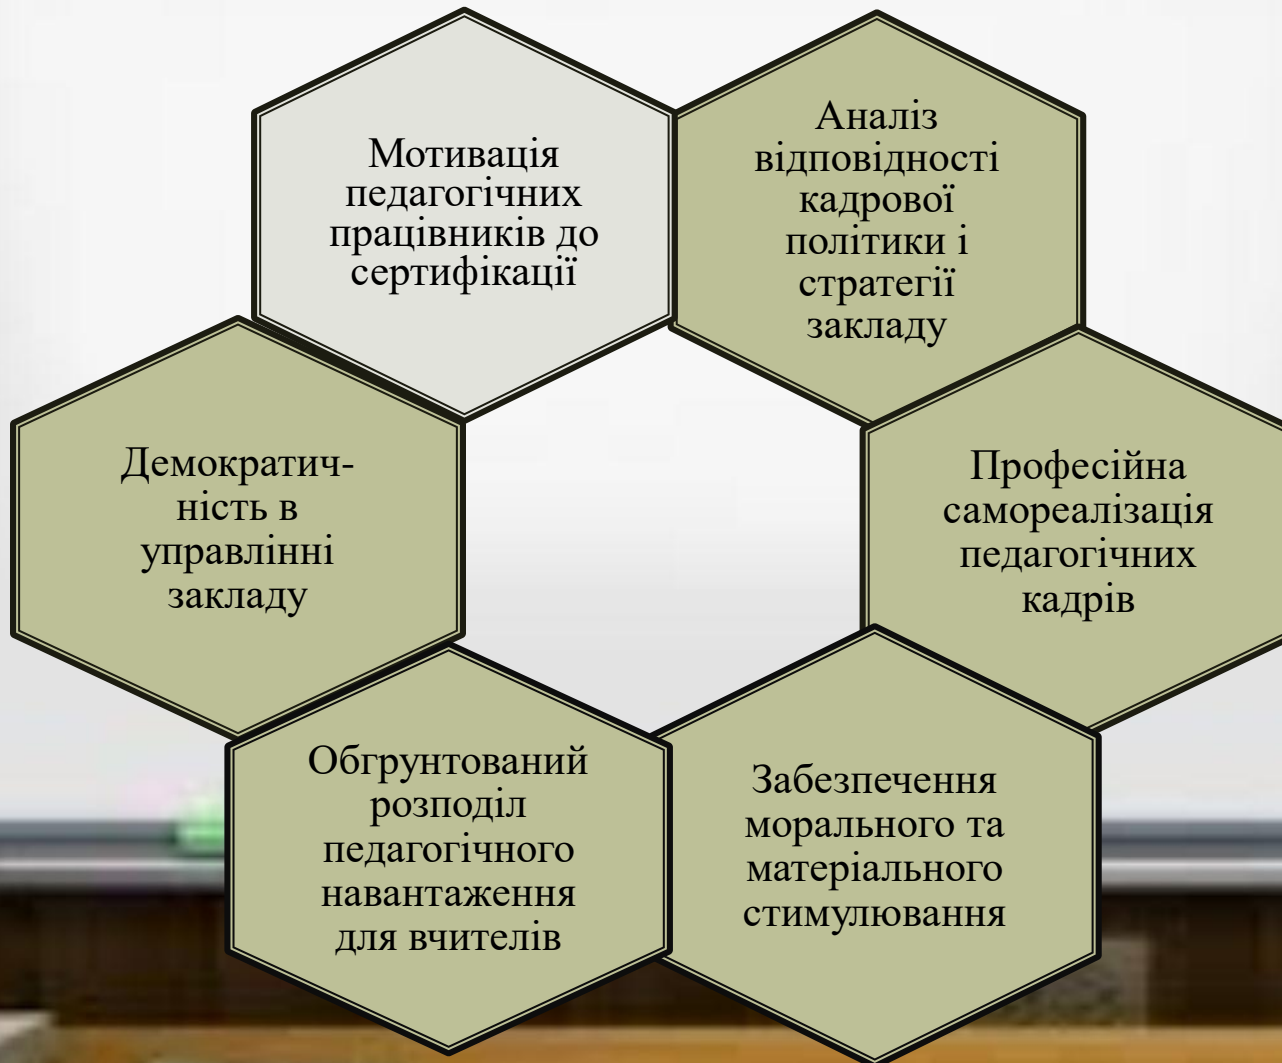 Мотивація
педагогічних
працівників до
сертифікації
Аналіз
відповідності
кадрової
політики і
стратегії
закладу
Демократич-
ність в
управлінні
закладу
Професійна
самореалізація
педагогічних
кадрів
Обгрунтований
розподіл
педагогічного
навантаження
для вчителів
Забезпечення
морального та
матеріального
стимулювання